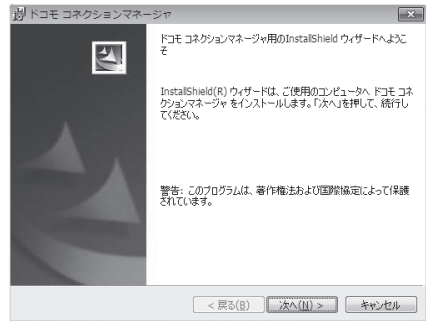 ドコモ コネクションマネージャ
ドコモ コネクションマネージャ用のInstallShield ウィザードへようこ
そ
InstallShield(R) ウィザードは、ご使用のコンピュータへ ドコモ コネ
クションマネージャ をインストールします。「次へ」を押して、続行し
てください。
警告: このプログラムは、著作権法および国際協定によって保護
されています。
< 戻る(B)
次へ(N) >
キャンセル